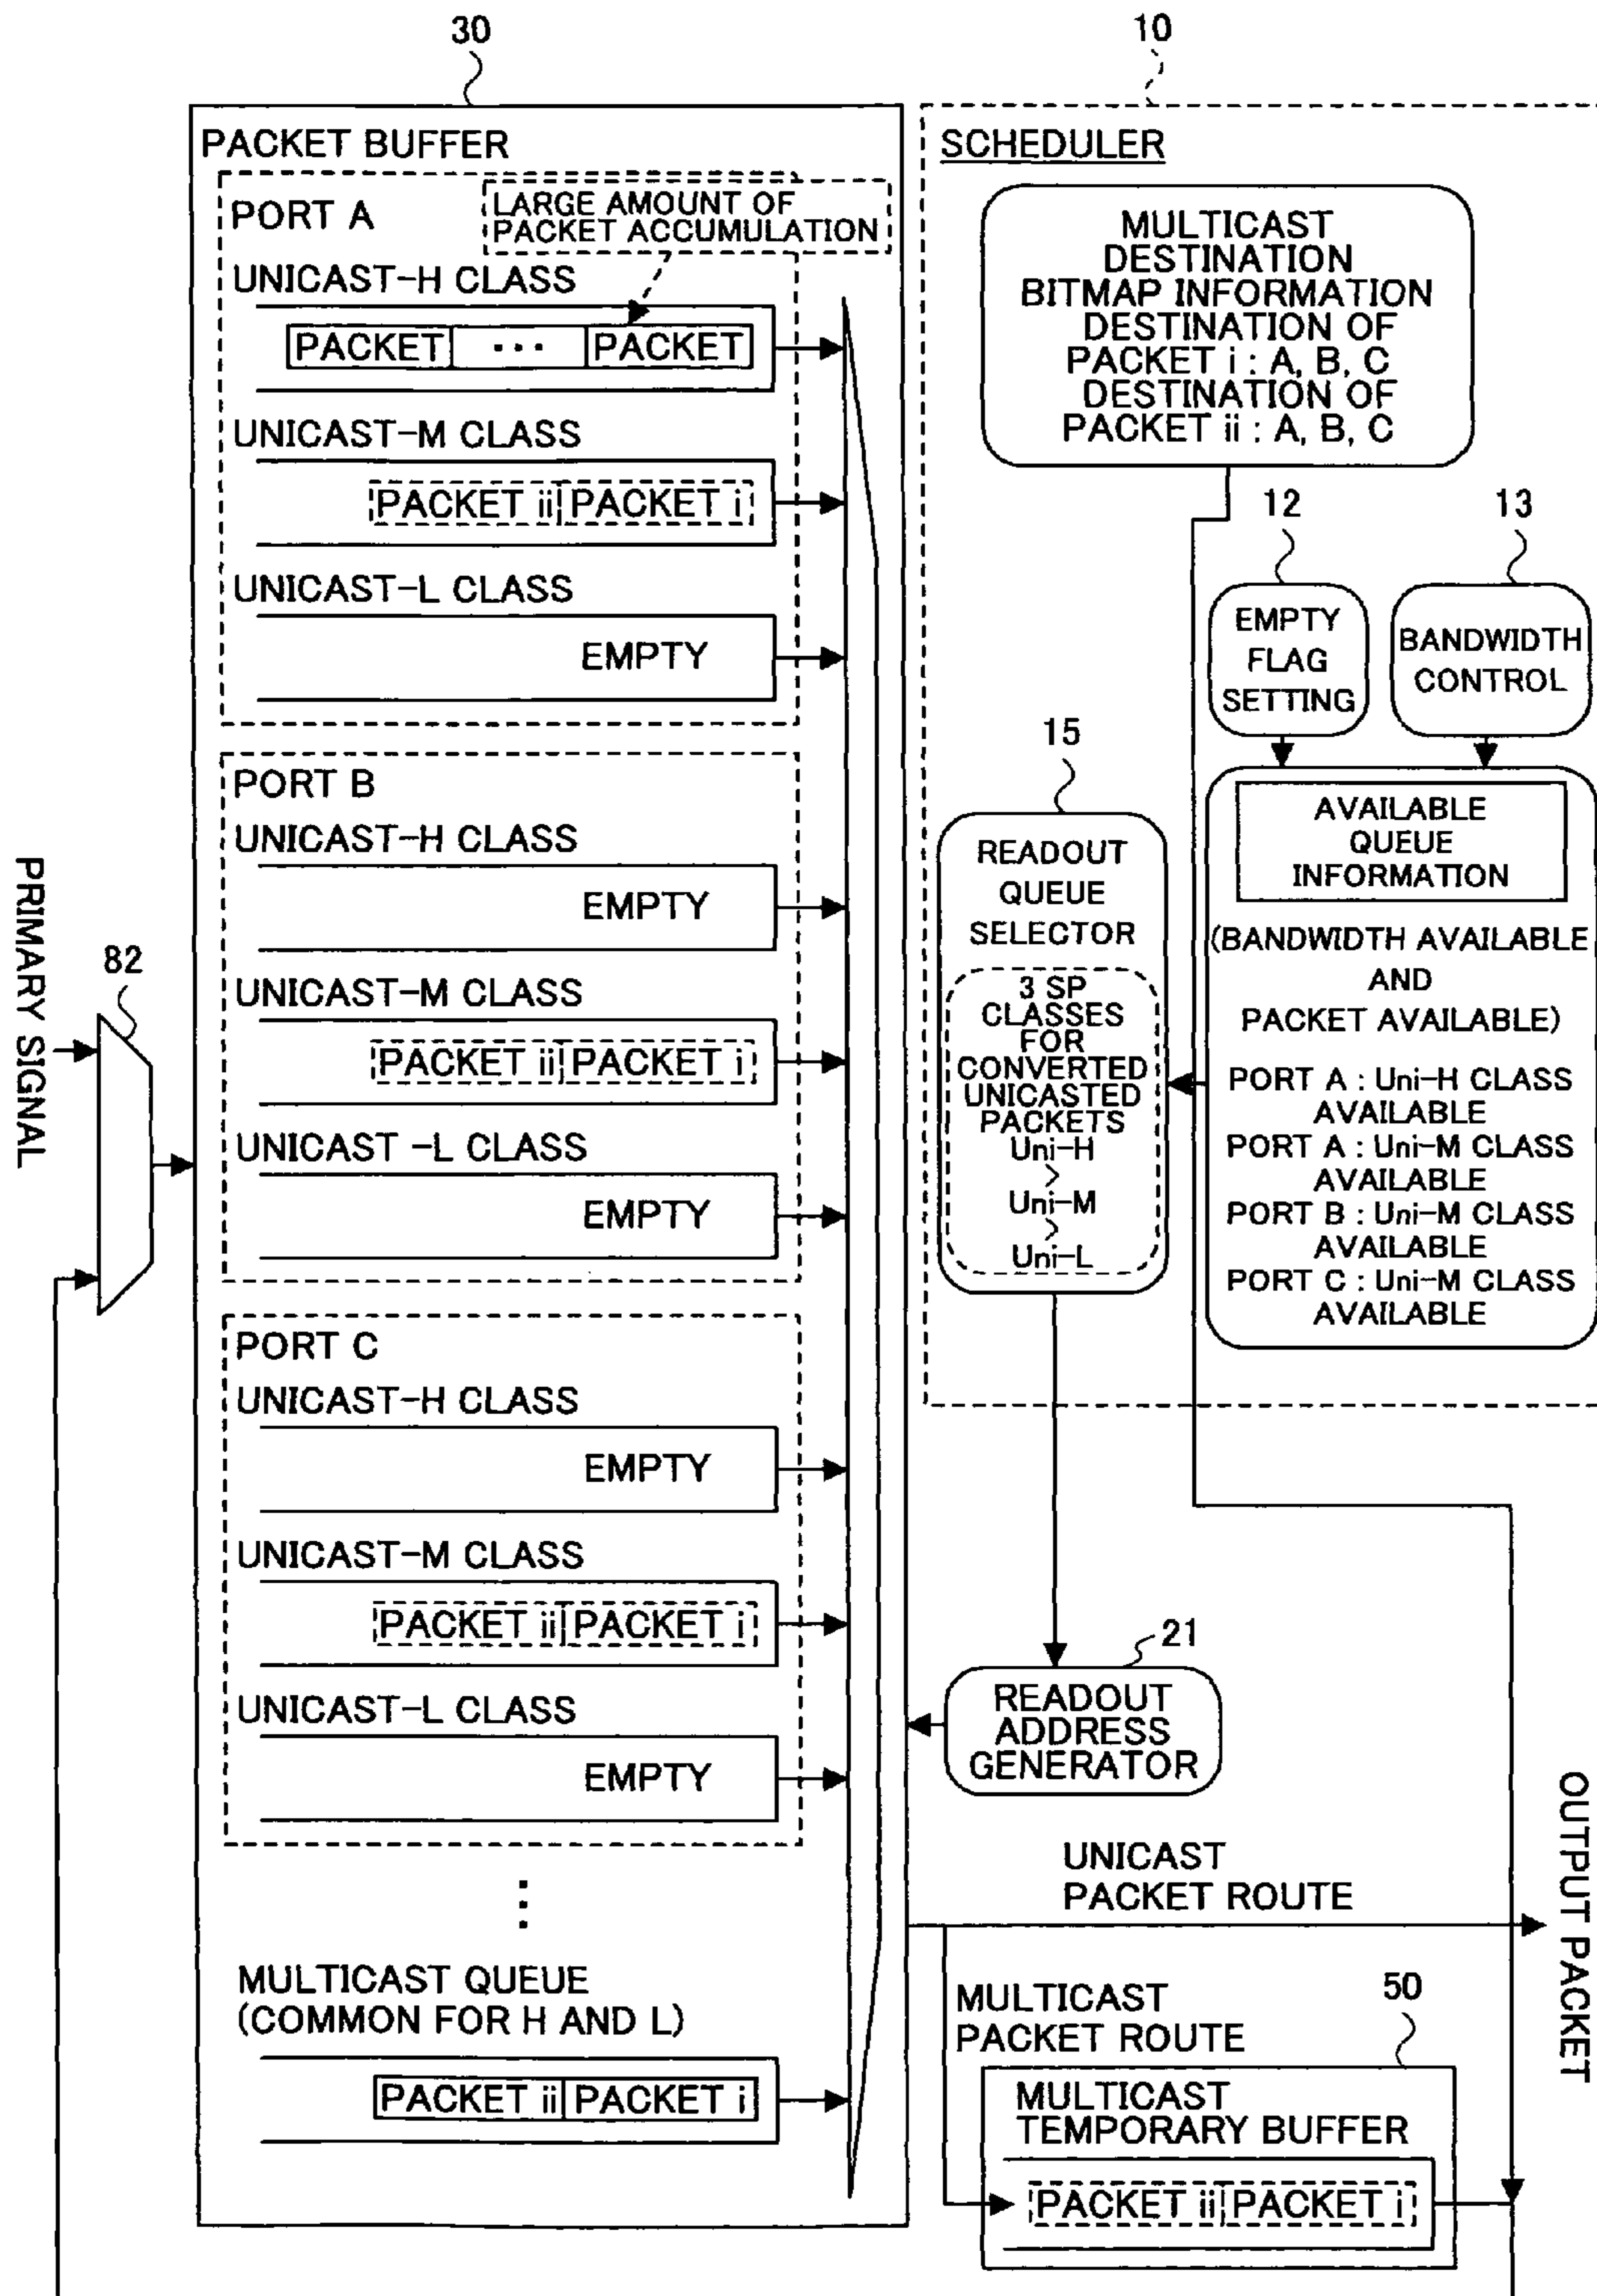 30
10
PACKET BUFFER
PORT A
LARGE AMOUNT OF
PACKET ACCUMULATION
UNICAST-H CLASS
PACKET ... PACKET
UNICAST-M CLASS
PACKET ii PACKET i
UNICAST-L CLASS
EMPTY
PORT B
UNICAST-H CLASS
EMPTY
UNICAST-M CLASS
PACKET ii PACKET i
UNICAST -L CLASS
EMPTY
PORT C
UNICAST-H CLASS
EMPTY
UNICAST-M CLASS
PACKET ii PACKET i
UNICAST-L CLASS
EMPTY
MULTICAST QUEUE
(COMMON FOR H AND L)
PACKET ii PACKET i
PRIMARY SIGNAL
82
SCHEDULER
MULTICAST
DESTINATION
BITMAP INFORMATION
DESTINATION OF
PACKET i : A, B, C
DESTINATION OF
PACKET ii : A, B, C
12
13
EMPTY
FLAG
SETTING
BANDWIDTH
CONTROL
15
READOUT
QUEUE
SELECTOR
3 SP
CLASSES
FOR
CONVERTED
UNICASTED
PACKETS
Uni-H
>
Uni-M
>
Uni-L
AVAILABLE
QUEUE
INFORMATION
(BANDWIDTH AVAILABLE
AND
PACKET AVAILABLE)
PORT A : Uni-H CLASS
AVAILABLE
PORT A : Uni-M CLASS
AVAILABLE
PORT B : Uni-M CLASS
AVAILABLE
PORT C : Uni-M CLASS
AVAILABLE
21
READOUT
ADDRESS
GENERATOR
UNICAST
PACKET ROUTE
OUTPUT PACKET
MULTICAST
PACKET ROUTE
50
MULTICAST
TEMPORARY BUFFER
PACKET ii PACKET i